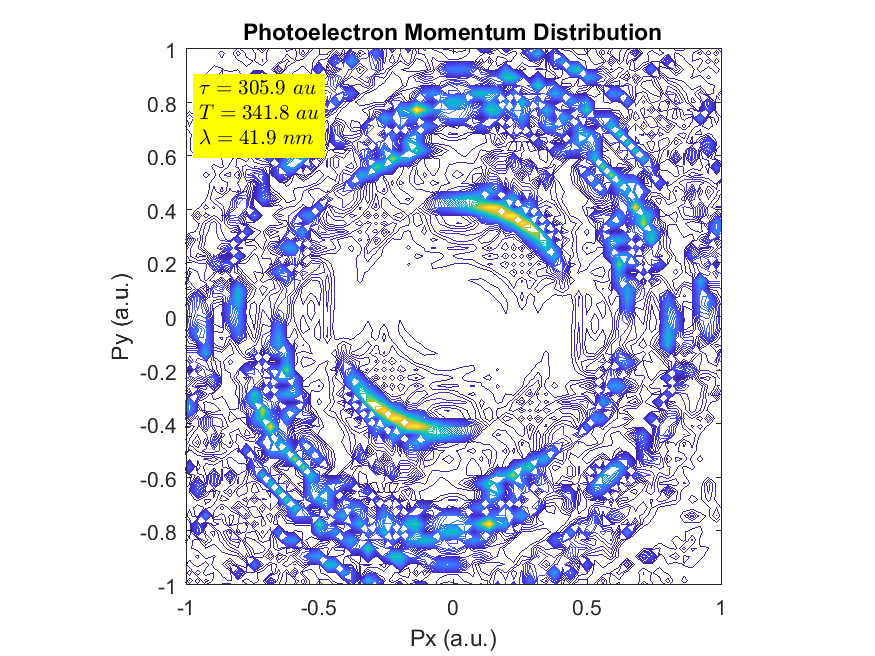 Photoelectron Momentum Distribution
τ = 305.9 au
T = 341.8 au
λ = 41.9 nm
1
0.8
0.6
0.4
0.2
0
-0.2
-0.4
-0.6
-0.8
-1
Py (a.u.)
-1 -0.5 0 0.5 1
Px (a.u.)